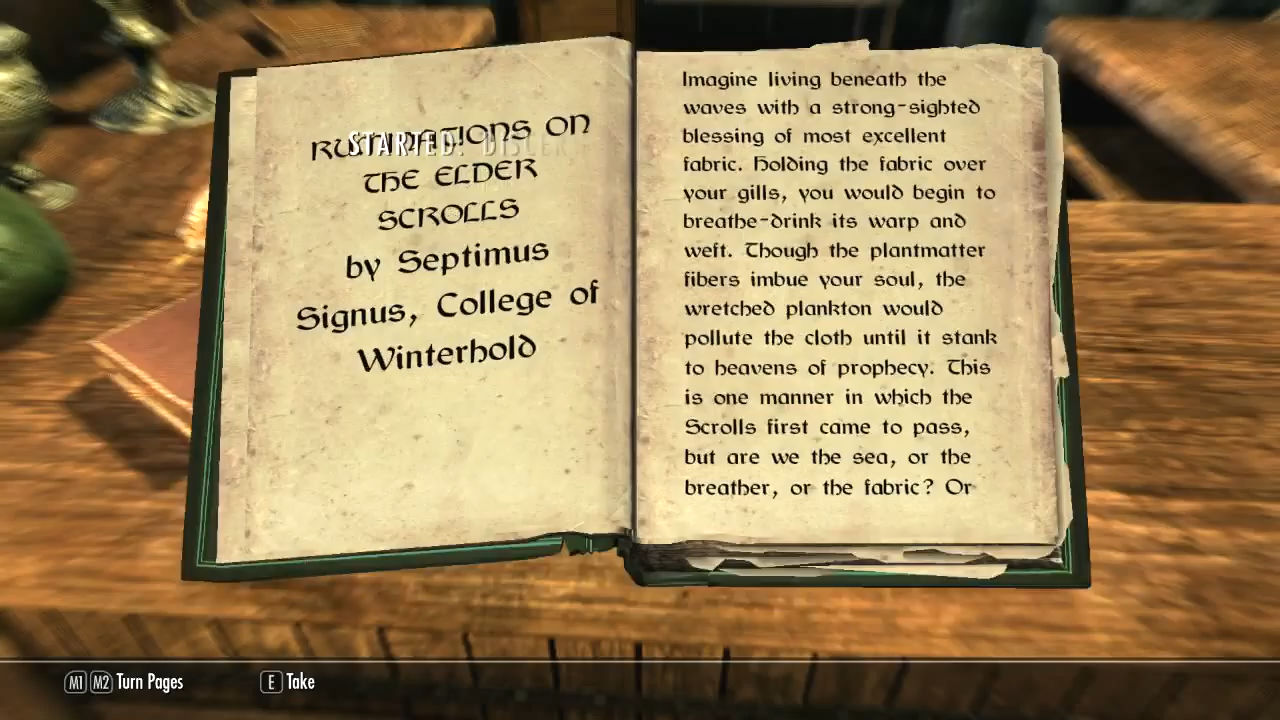 RUMINATIONS ON
STARTED: DISCER
THE ELDER
SCROLLS
by Septimus
Signus, College of
Winterhold
Imagine living beneath the
waves with a strong-sighted
blessing of most excellent
fabric. Holding the fabric over
your gills, you would begin to
breathe-drink its warp and
weft. Though the plantmatter
fibers imbue your soul, the
wretched plankton would
pollute the cloth until it stank
to heavens of prophecy. This
is one manner in which the
Scrolls first came to pass,
but are we the sea, or the
breather, or the fabric? Or
M1 M2 Turn Pages
E Take